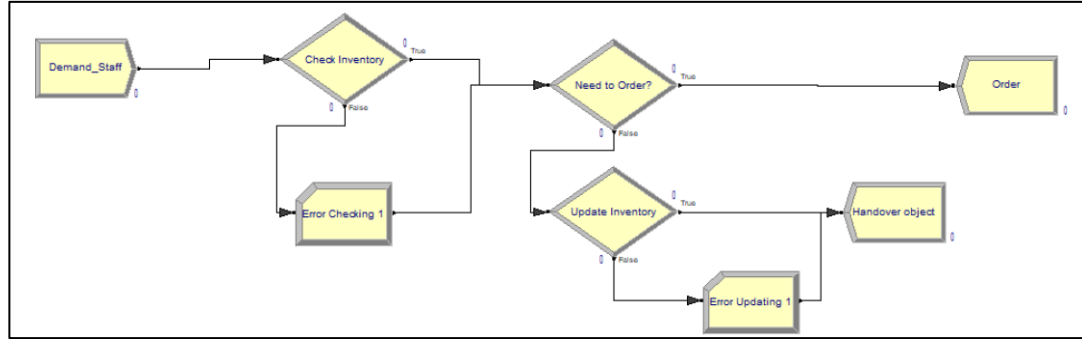 Demand_Staff
0
Check Inventory
0
True
0
False
Error Checking 1
Need to Order?
0
True
0
False
Order
0
Update Inventory
0
True
0
False
Error Updating 1
Handover object
0